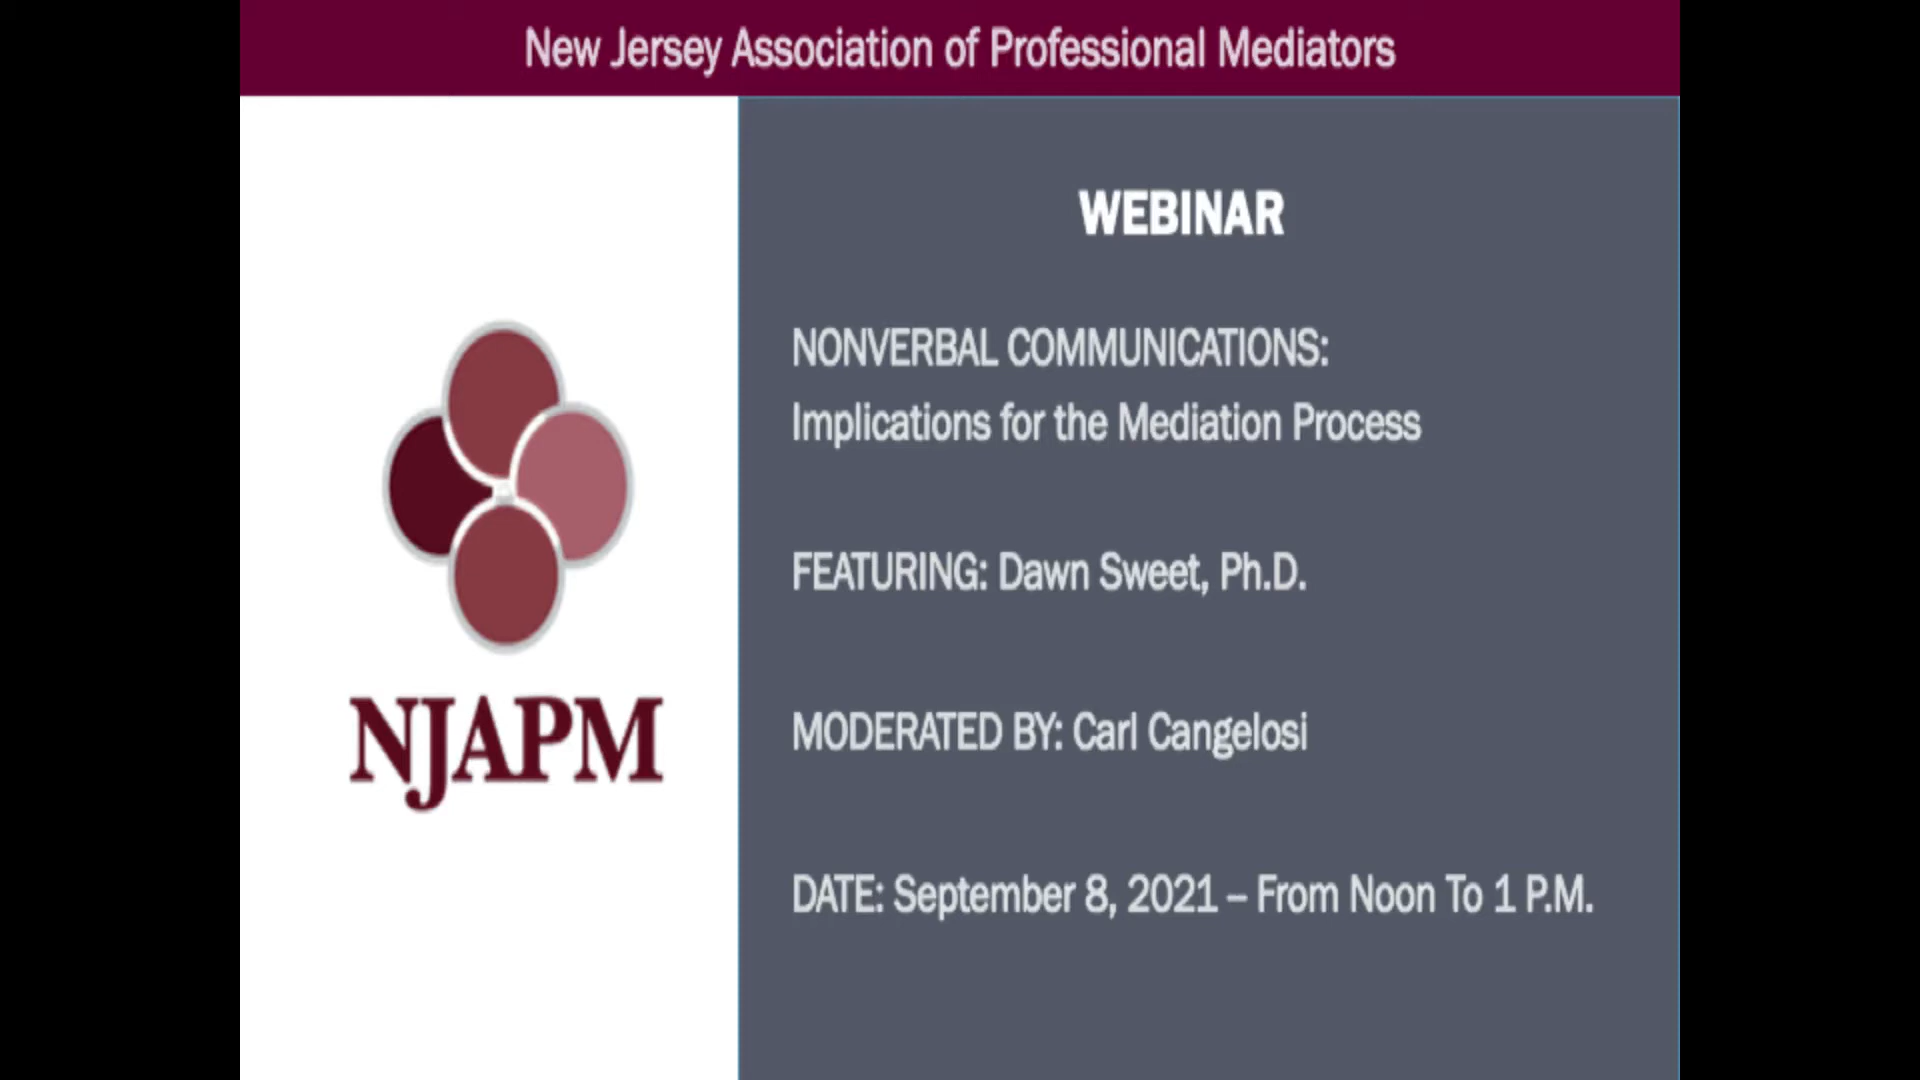 New Jersey Association of Professional Mediators
WEBINAR
NONVERBAL COMMUNICATIONS:
Implications for the Mediation Process
FEATURING: Dawn Sweet, Ph.D.
MODERATED BY: Carl Cangelosi
DATE: September 8, 2021 – From Noon To 1 P.M.
NJAPM